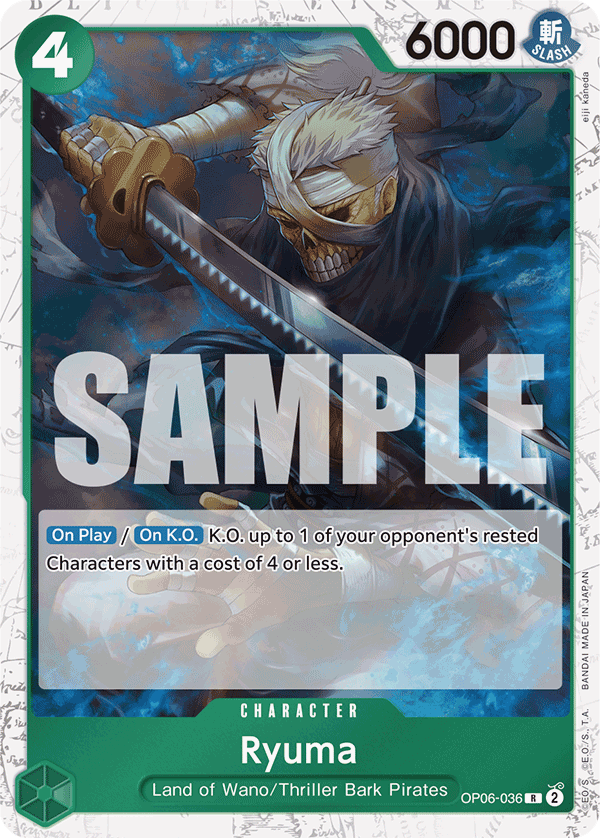 4
6000
斬
SLASH
eiji kaneda
SAMPLE
On Play / On K.O. K.O. up to 1 of your opponent's rested
Characters with a cost of 4 or less.
BANDAI MADE IN JAPAN
CHARACTER
Ryuma
Land of Wano/Thriller Bark Pirates
OP06-036 R 2